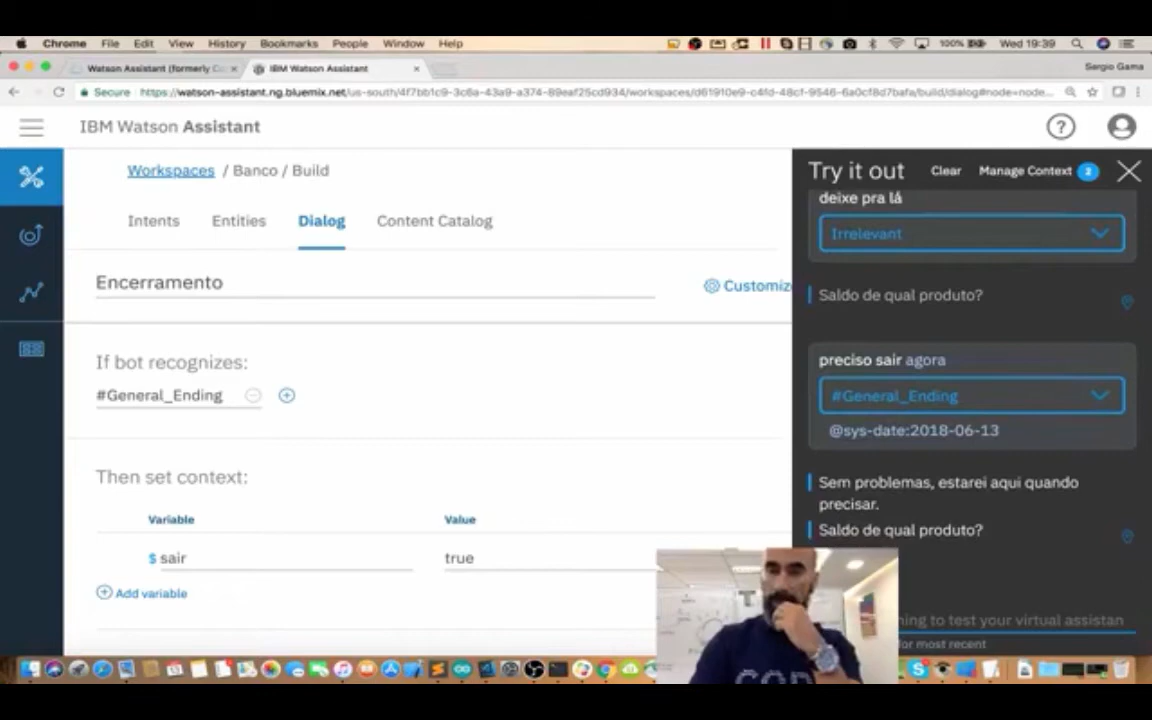 Chrome File Edit View History Bookmarks People Window Help 100% Wed 19:39
Watson Assistant (formerly Co × IBM Watson Assistant × Sergio Gama
Secure https://watson-assistant.ng.bluemix.net/us-south/4f7bb1c9-3c6a-43a9-a374-89eaf25cd934/workspaces/d61910e9-c4fd-48cf-9546-6a0cf8d7bafa/build/dialog#node=node...
IBM Watson Assistant ?
Workspaces / Banco / Build
Try it out Clear Manage Context 2
deixe pra lá
Intents Entities Dialog Content Catalog
Irrelevant
Encerramento
Customize
Saldo de qual produto?
If bot recognizes:
preciso sair agora
#General_Ending
#General_Ending
@sys-date:2018-06-13
Then set context:
Sem problemas, estarei aqui quando
precisar.
Variable Value
Saldo de qual produto?
$ sair true
Add variable
ning to test your virtual assistan
for most recent
COD